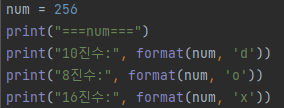 num = 256
print("===num===")
print("10진수:", format(num, 'd'))
print("8진수:", format(num, 'o'))
print("16진수:", format(num, 'x'))